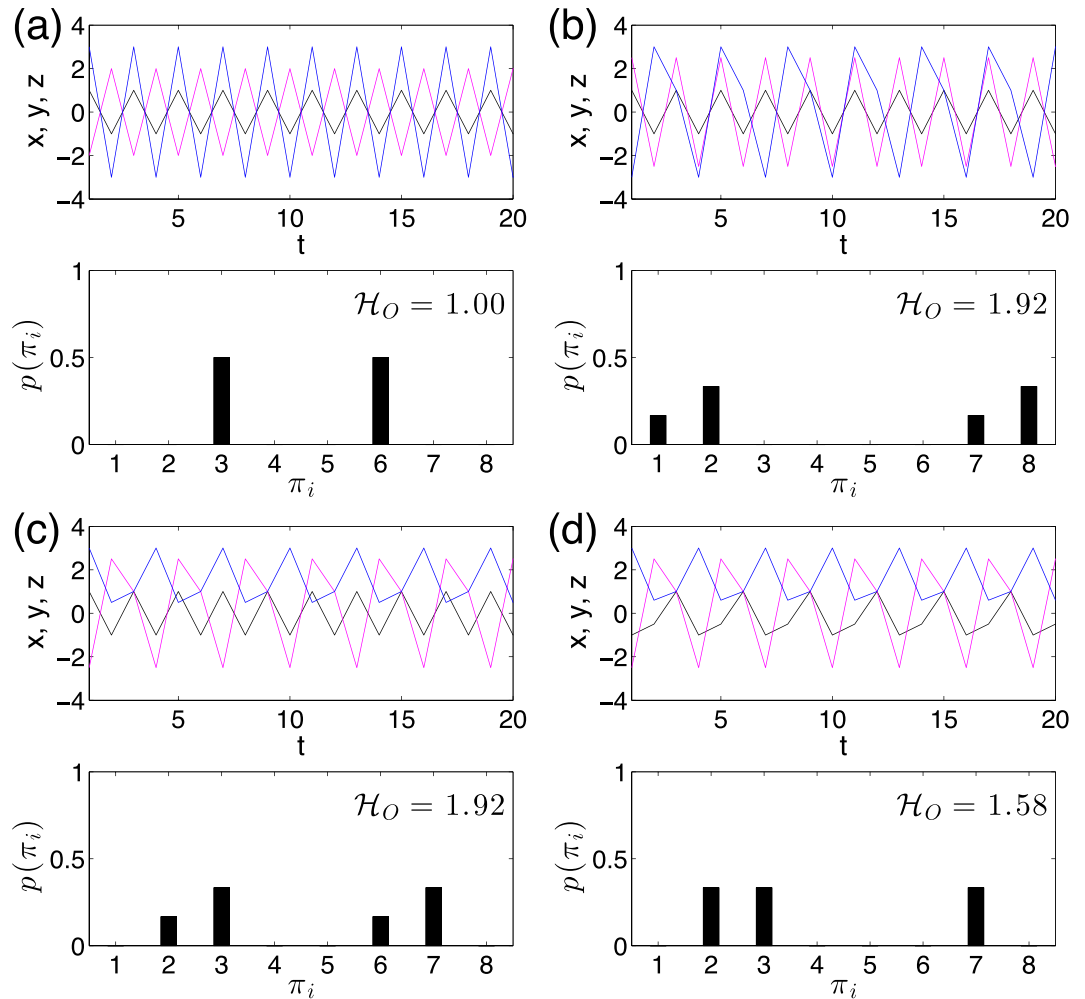 (a)
x, y, z
4
2
0
−2
−4
5 10 15 20
t
(b)
x, y, z
4
2
0
−2
−4
5 10 15 20
t
p(π_i)
1
0.5
0
ℋ_O = 1.00
1 2 3 4 5 6 7 8
π_i
p(π_i)
1
0.5
0
ℋ_O = 1.92
1 2 3 4 5 6 7 8
π_i
(c)
x, y, z
4
2
0
−2
−4
5 10 15 20
t
(d)
x, y, z
4
2
0
−2
−4
5 10 15 20
t
p(π_i)
1
0.5
0
ℋ_O = 1.92
1 2 3 4 5 6 7 8
π_i
p(π_i)
1
0.5
0
ℋ_O = 1.58
1 2 3 4 5 6 7 8
π_i